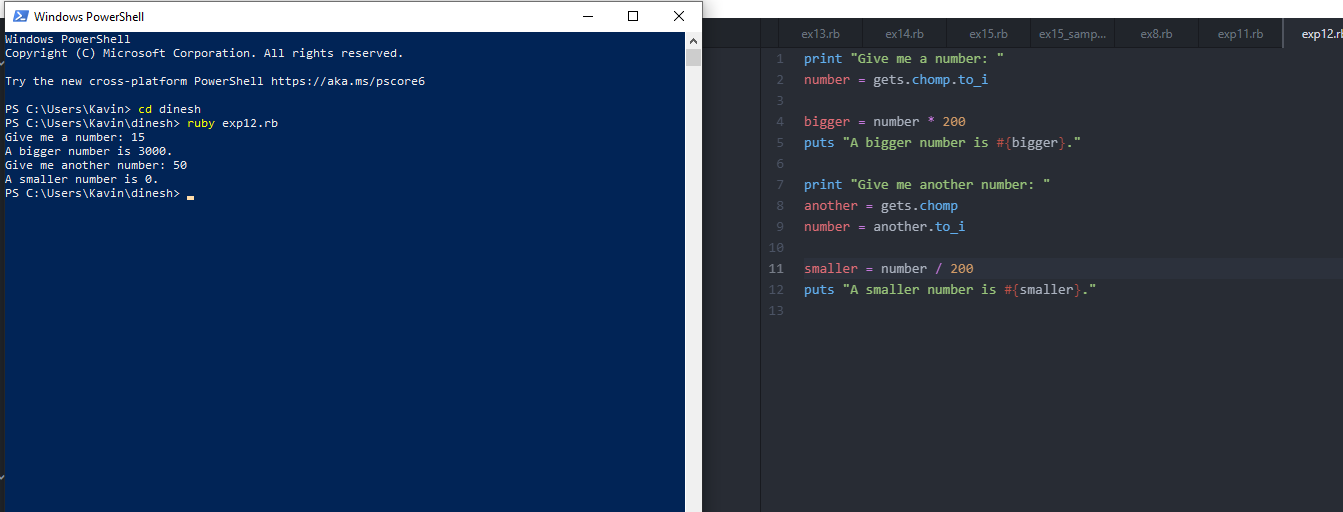 Windows PowerShell
Windows PowerShell
Copyright (C) Microsoft Corporation. All rights reserved.
Try the new cross-platform PowerShell https://aka.ms/pscore6
PS C:\Users\Kavin> cd dinesh
PS C:\Users\Kavin\dinesh> ruby exp12.rb
Give me a number: 15
A bigger number is 3000.
Give me another number: 50
A smaller number is 0.
PS C:\Users\Kavin\dinesh>
ex13.rb ex14.rb ex15.rb ex15_samp... ex8.rb exp11.rb exp12.rb
1 print "Give me a number: "
2 number = gets.chomp.to_i
3
4 bigger = number * 200
5 puts "A bigger number is #{bigger}."
6
7 print "Give me another number: "
8 another = gets.chomp
9 number = another.to_i
10
11 smaller = number / 200
12 puts "A smaller number is #{smaller}."
13